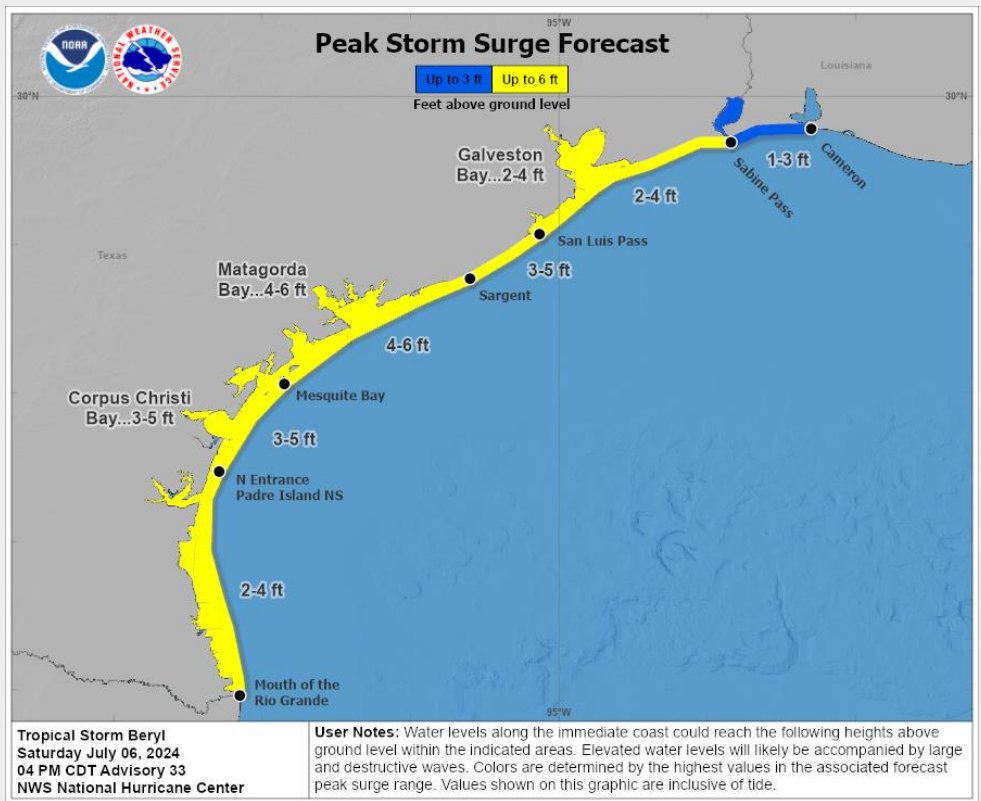 NOAA
NATIONAL WEATHER SERVICE
95°W
Peak Storm Surge Forecast
Up to 3 ft
Up to 6 ft
Feet above ground level
Louisiana
30°N
30°N
Galveston
Bay...2-4 ft
1-3 ft
Cameron
Sabine Pass
2-4 ft
San Luis Pass
Texas
3-5 ft
Matagorda
Bay...4-6 ft
Sargent
4-6 ft
Mesquite Bay
Corpus Christi
Bay...3-5 ft
3-5 ft
N Entrance
Padre Island NS
2-4 ft
Mouth of the
Rio Grande
95°W
Tropical Storm Beryl
Saturday July 06, 2024
04 PM CDT Advisory 33
NWS National Hurricane Center
User Notes: Water levels along the immediate coast could reach the following heights above
ground level within the indicated areas. Elevated water levels will likely be accompanied by large
and destructive waves. Colors are determined by the highest values in the associated forecast
peak surge range. Values shown on this graphic are inclusive of tide.